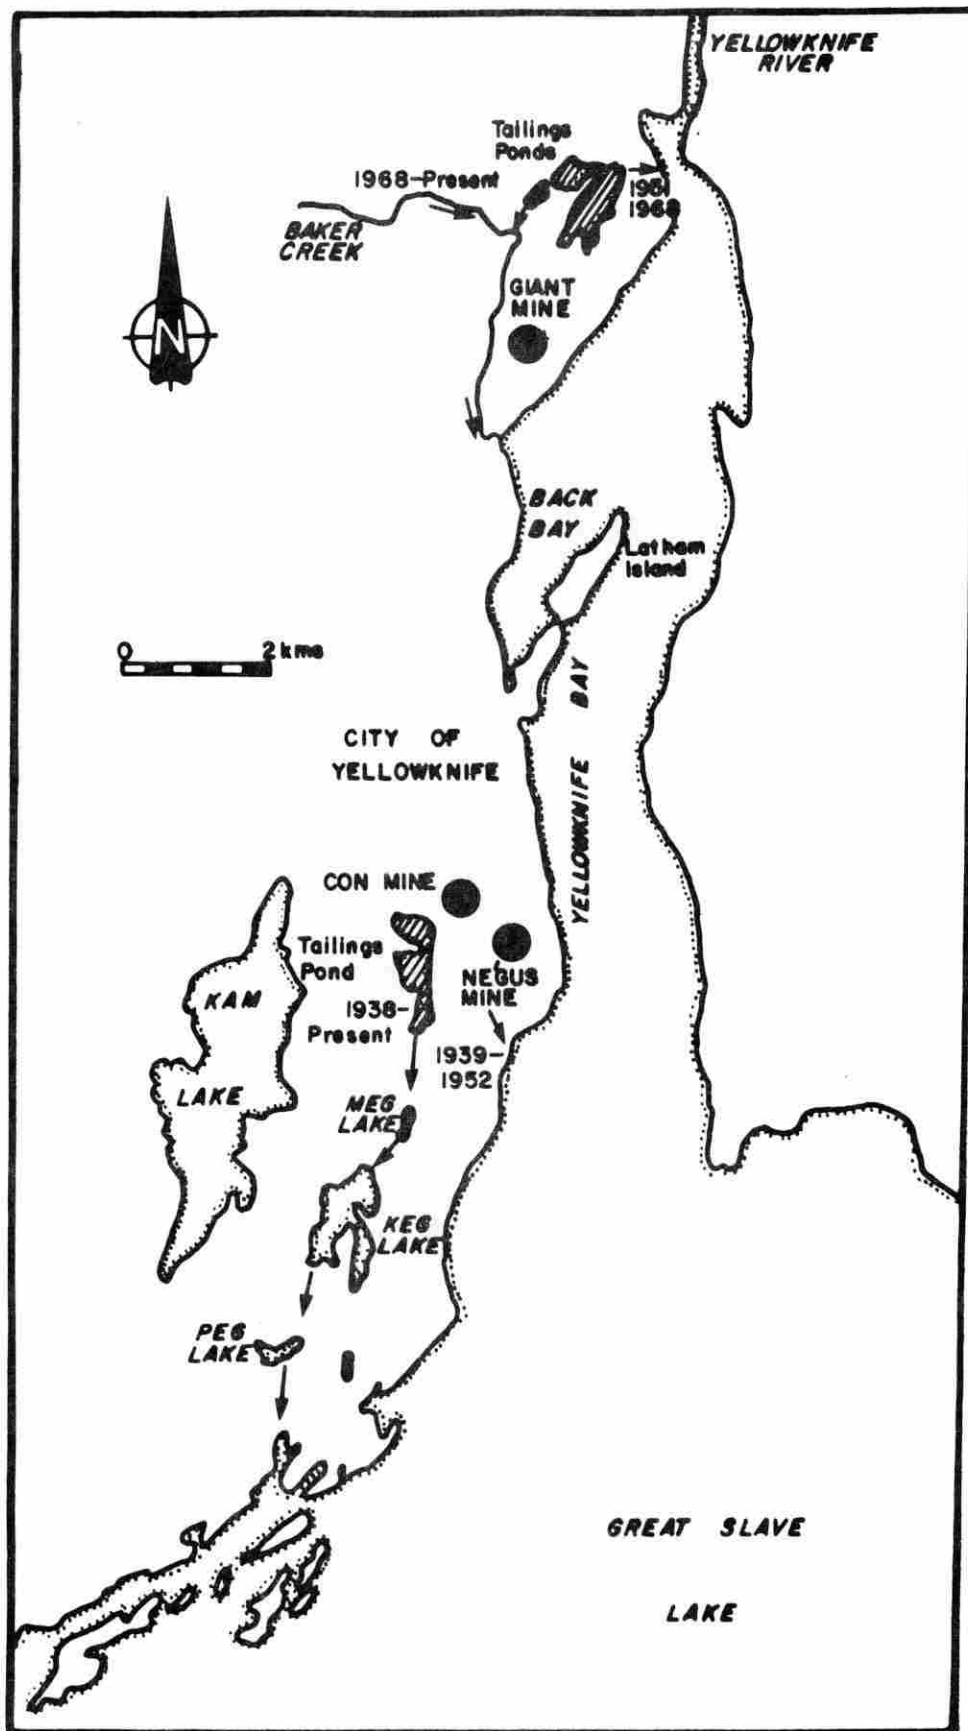 YELLOWKNIFE
RIVER
Tailings
Ponds
1968-Present
1951
1968
BAKER
CREEK
GIANT
MINE
N
BACK
BAY
Latham
Island
0 2 kms
YELLOWKNIFE BAY
CITY OF
YELLOWKNIFE
CON MINE
Tailings
Pond
NEGUS
MINE
KAM
LAKE
1938-
Present
1939-
1952
MEG
LAKE
KEG
LAKE
PEG
LAKE
GREAT SLAVE
LAKE